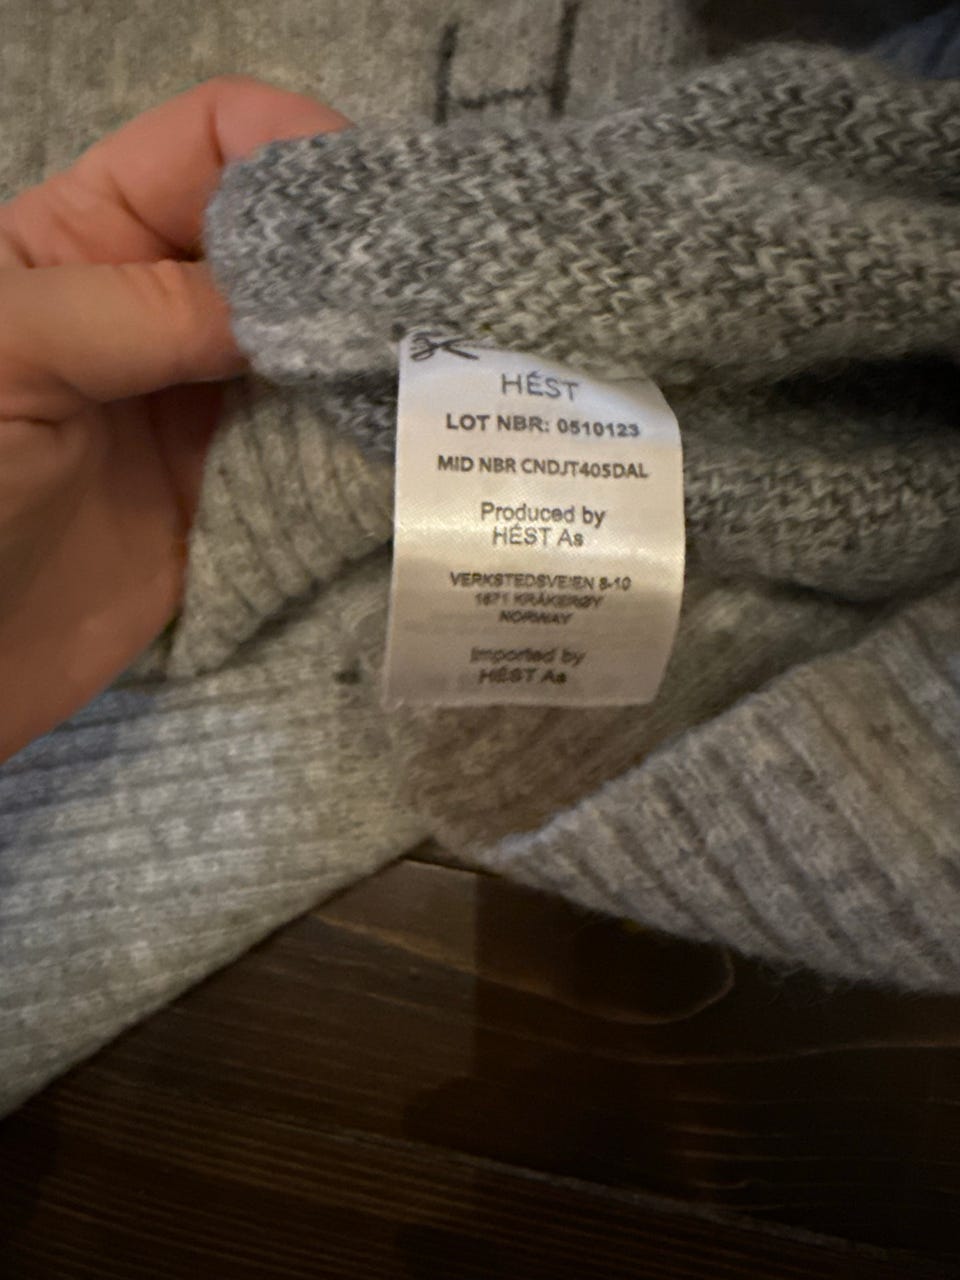 HÉST
LOT NBR: 0510123
MID NBR CNDJT405DAL
Produced by
HÉST As
VERKSTEDSVEIEN 8-10
1671 KRÅKERØY
NORWAY
Imported by
HÉST As